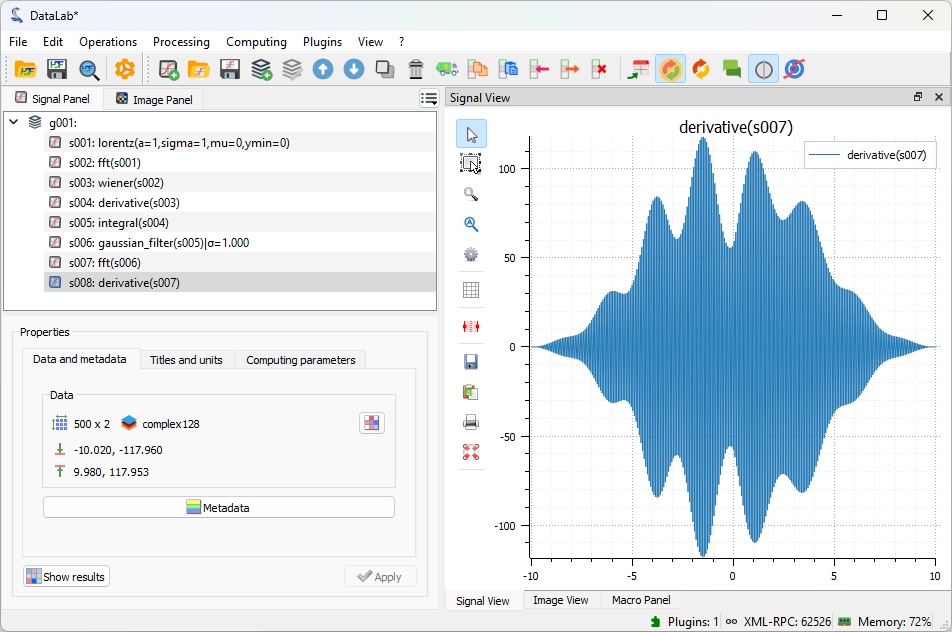 DataLab*
File Edit Operations Processing Computing Plugins View ?
Signal Panel Image Panel
g001:
s001: lorentz(a=1,sigma=1,mu=0,ymin=0)
s002: fft(s001)
s003: wiener(s002)
s004: derivative(s003)
s005: integral(s004)
s006: gaussian_filter(s005)|σ=1.000
s007: fft(s006)
s008: derivative(s007)
Properties
Data and metadata Titles and units Computing parameters
Data
500 x 2 complex128
-10.020, -117.960
9.980, 117.953
Metadata
Show results Apply
Signal View
derivative(s007)
derivative(s007)
100
50
0
-50
-100
-10 -5 0 5 10
Signal View Image View Macro Panel
Plugins: 1 XML-RPC: 62526 Memory: 72%